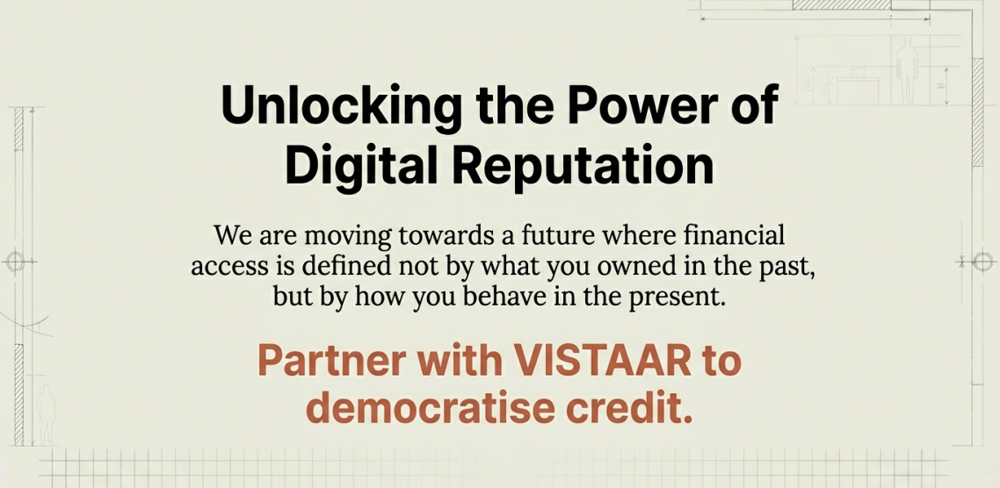 Unlocking the Power of
Digital Reputation
We are moving towards a future where financial
access is defined not by what you owned in the past,
but by how you behave in the present.
Partner with VISTAAR to
democratise credit.